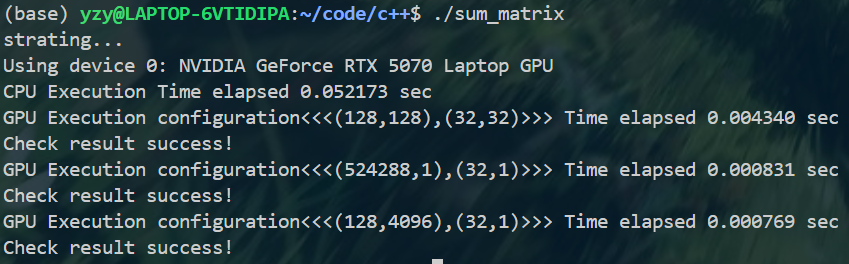 (base) yzy@LAPTOP-6VTIDIPA:~/code/c++$ ./sum_matrix
strating...
Using device 0: NVIDIA GeForce RTX 5070 Laptop GPU
CPU Execution Time elapsed 0.052173 sec
GPU Execution configuration<<<(128,128),(32,32)>>> Time elapsed 0.004340 sec
Check result success!
GPU Execution configuration<<<(524288,1),(32,1)>>> Time elapsed 0.000831 sec
Check result success!
GPU Execution configuration<<<(128,4096),(32,1)>>> Time elapsed 0.000769 sec
Check result success!